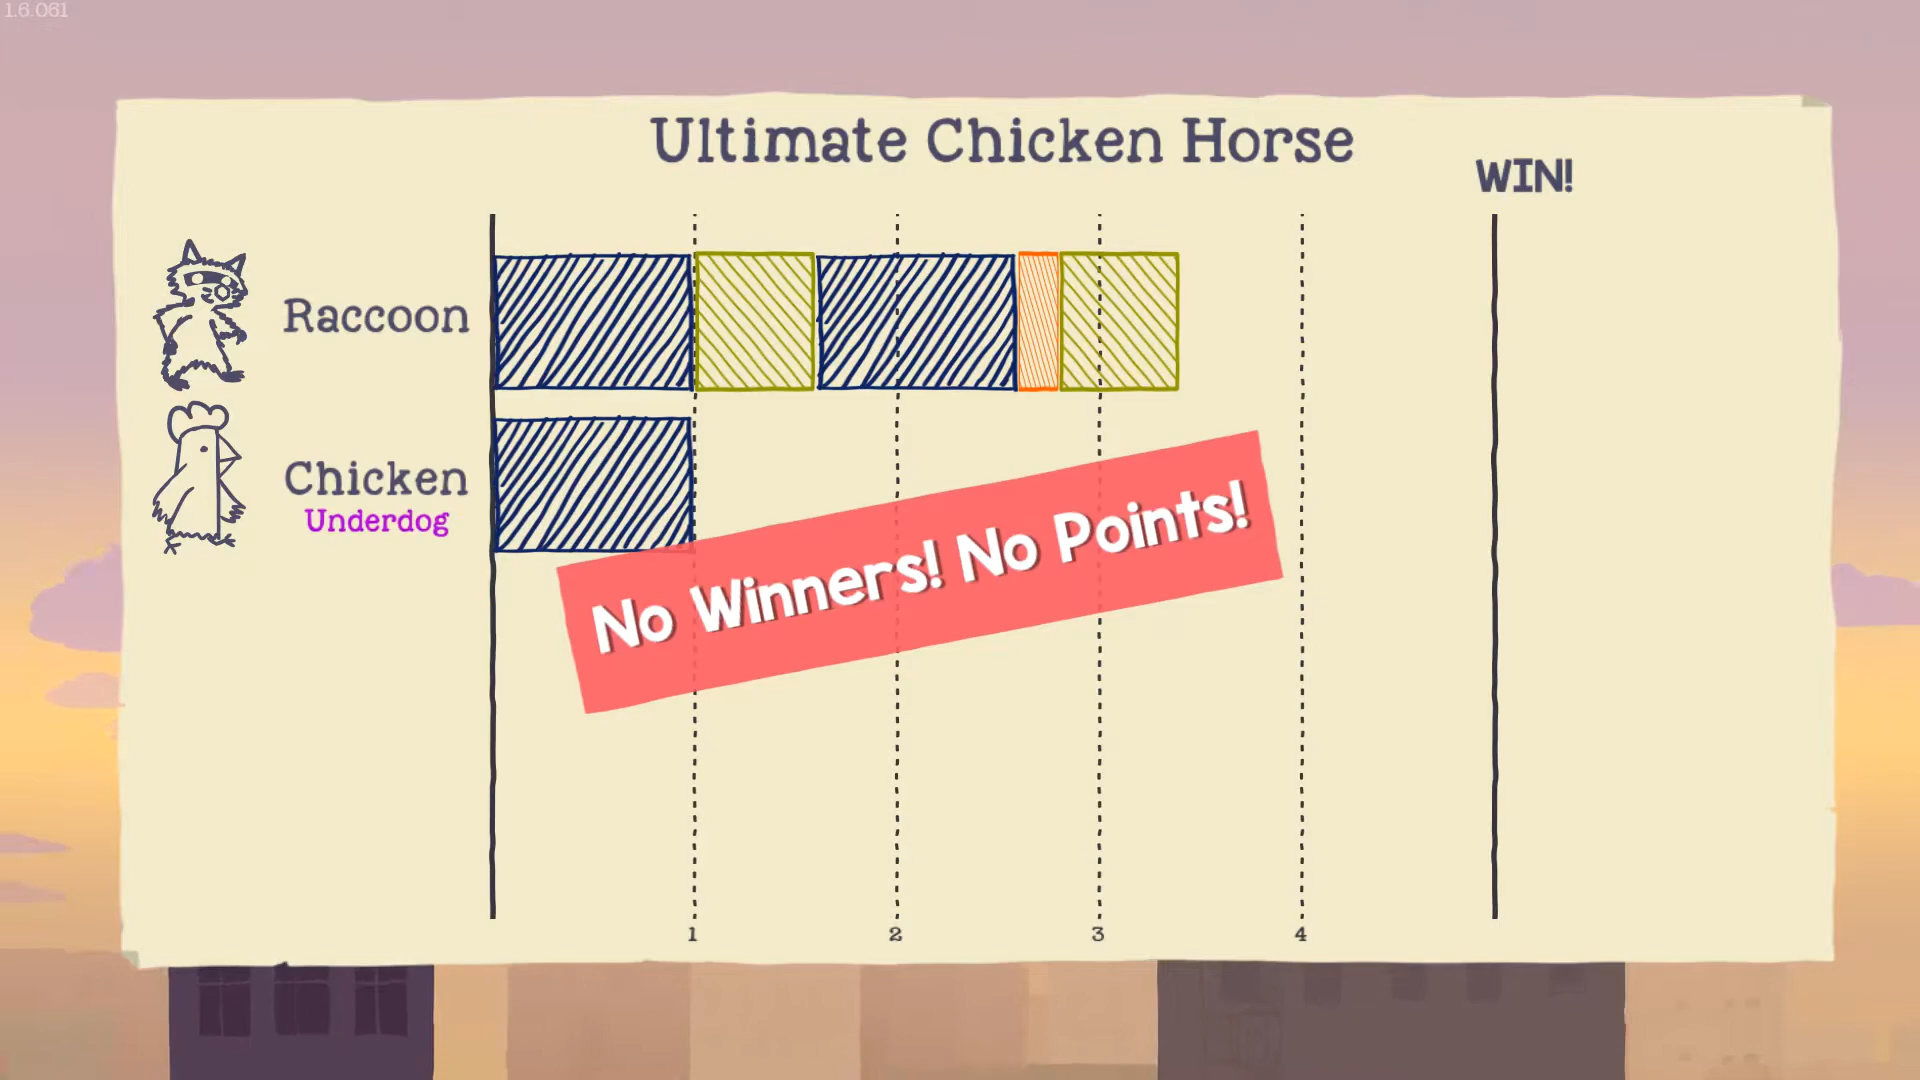 1.6.061
Ultimate Chicken Horse
WIN!
Raccoon
Chicken
Underdog
No Winners! No Points!
1 2 3 4